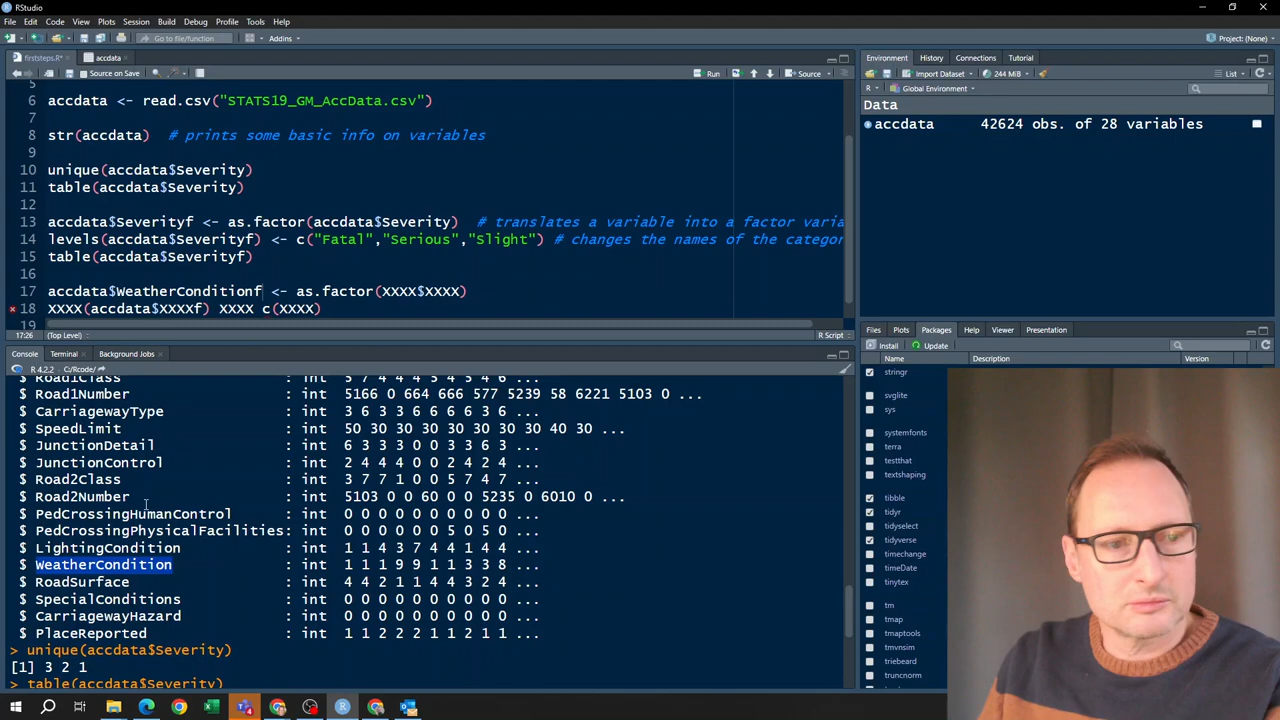 RStudio
File Edit Code View Plots Session Build Debug Profile Tools Help
Go to file/function Addins Project: (None)
firststeps.R* accdata
Source on Save Run Source
5
6 accdata <- read.csv("STATS19_GM_AccData.csv")
7
8 str(accdata) # prints some basic info on variables
9
10 unique(accdata$Severity)
11 table(accdata$Severity)
12
13 accdata$Severityf <- as.factor(accdata$Severity) # translates a variable into a factor varia
14 levels(accdata$Severityf) <- c("Fatal","Serious","Slight") # changes the names of the categor
15 table(accdata$Severityf)
16
17 accdata$WeatherConditionf <- as.factor(XXXX$XXXX)
18 XXXX(accdata$XXXXf) XXXX c(XXXX)
19
17:26 (Top Level) R Script
Console Terminal Background Jobs
R 4.2.2 . C:/Rcode/
$ Road1Class : int 5 7 4 4 4 5 4 5 4 6 ...
$ Road1Number : int 5166 0 664 666 577 5239 58 6221 5103 0 ...
$ CarriagewayType : int 3 6 3 3 6 6 6 6 3 6 ...
$ SpeedLimit : int 50 30 30 30 30 30 30 30 40 30 ...
$ JunctionDetail : int 6 3 3 3 0 0 3 3 6 3 ...
$ JunctionControl : int 2 4 4 4 0 0 2 4 2 4 ...
$ Road2Class : int 3 7 7 1 0 0 5 7 4 7 ...
$ Road2Number : int 5103 0 0 60 0 0 5235 0 6010 0 ...
$ PedCrossingHumanControl : int 0 0 0 0 0 0 0 0 0 0 ...
$ PedCrossingPhysicalFacilities: int 0 0 0 0 0 0 5 0 5 0 ...
$ LightingCondition : int 1 1 4 3 7 4 4 1 4 4 ...
$ WeatherCondition : int 1 1 1 9 9 1 1 3 3 8 ...
$ RoadSurface : int 4 4 2 1 1 4 4 3 2 4 ...
$ SpecialConditions : int 0 0 0 0 0 0 0 0 0 0 ...
$ CarriagewayHazard : int 0 0 0 0 0 0 0 0 0 0 ...
$ PlaceReported : int 1 1 2 2 2 1 1 2 1 1 ...
> unique(accdata$Severity)
[1] 3 2 1
> table(accdata$Severity)
Environment History Connections Tutorial
Import Dataset 244 MiB List
R Global Environment
Data
accdata 42624 obs. of 28 variables
Files Plots Packages Help Viewer Presentation
Install Update
Name Description Version
stringr
svglite
sys
systemfonts
terra
testthat
textshaping
tibble
tidyr
tidyselect
tidyverse
timechange
timeDate
tinytex
tm
tmap
tmaptools
tmvnsim
triebeard
truncnorm